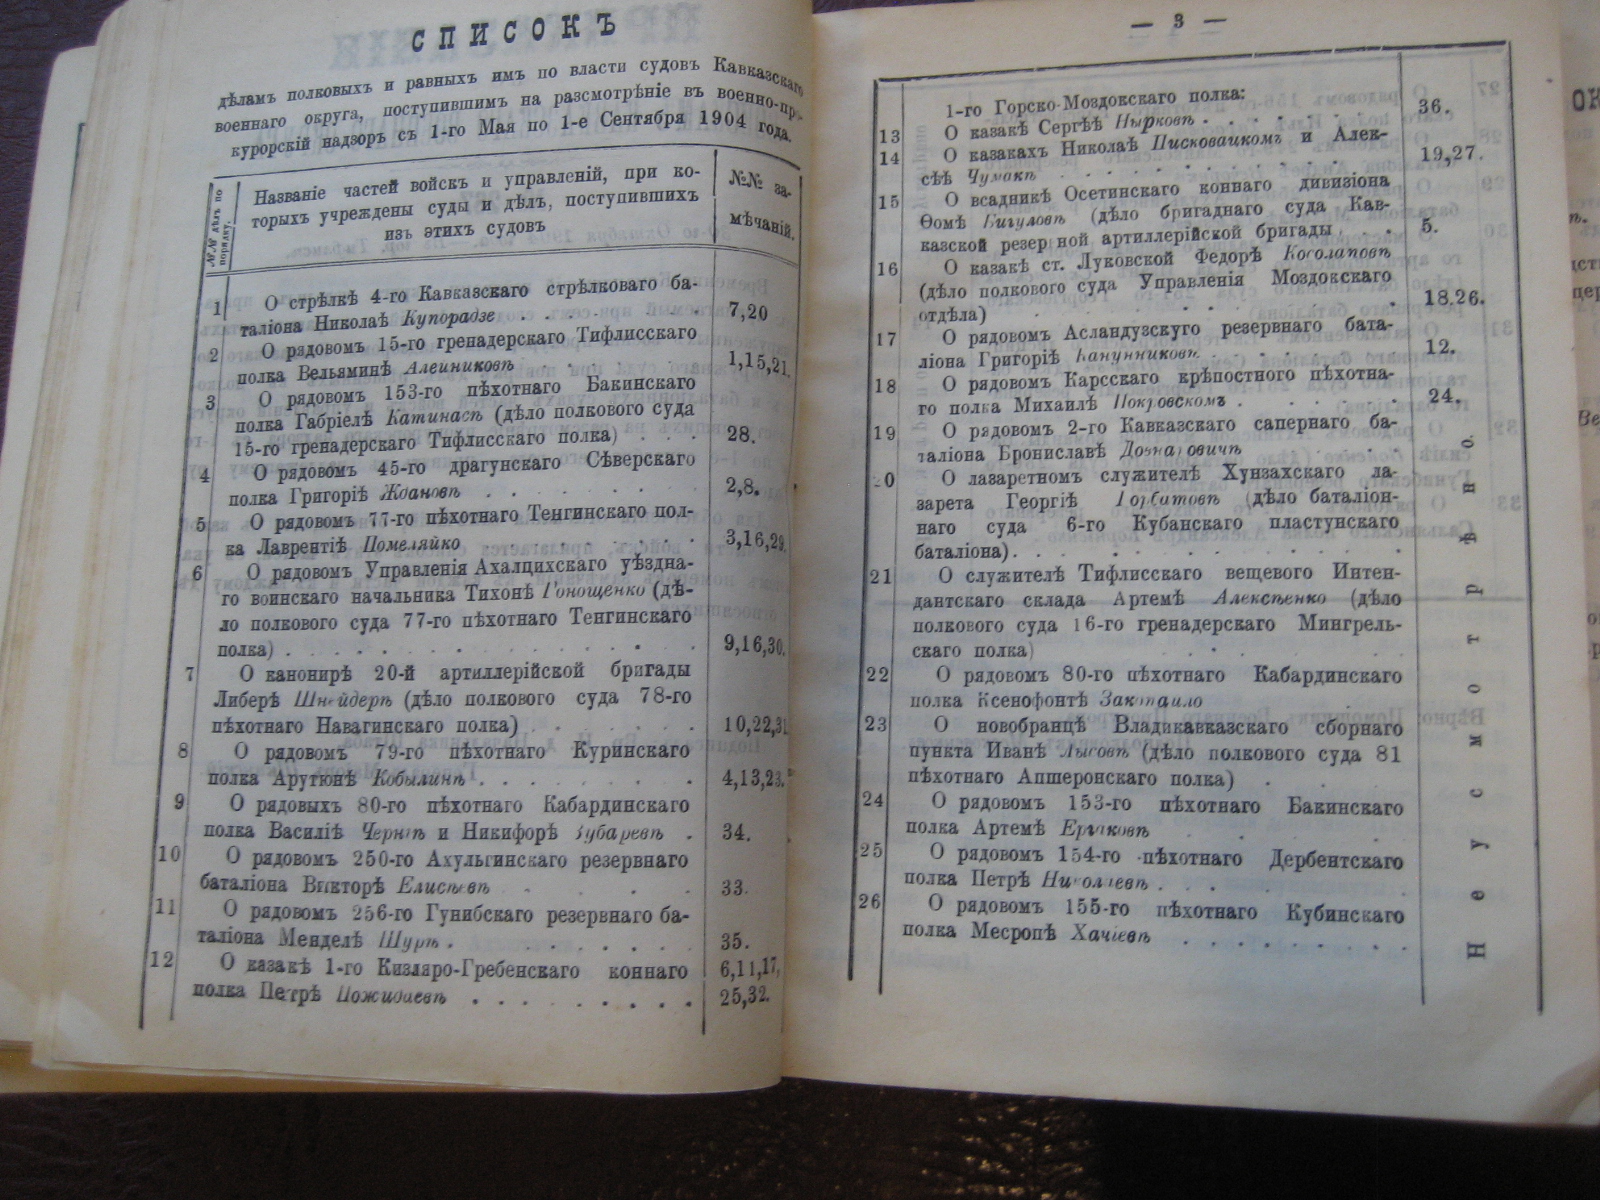 СПИСОКЪ
дѣламъ полковыхъ и равныхъ имъ по власти судовъ Кавказскаго
военнаго округа, поступившимъ на разсмотрѣніе въ военно-про-
курорскій надзоръ съ 1-го Мая по 1-е Сентября 1904 года.
№№ дѣлъ по порядку.
Названіе частей войскъ и управленій, при ко-
торыхъ учреждены суды и дѣлъ, поступившихъ
изъ этихъ судовъ
№№ за-
мѣчаній.
1 О стрѣлкѣ 4-го Кавказскаго стрѣлковаго ба-
таліона Николаѣ Купорадзе 7,20
2 О рядовомъ 15-го гренадерскаго Тифлисскаго
полка Вельяминѣ Алейниковѣ 1,15,21.
3 О рядовомъ 153-го пѣхотнаго Бакинскаго
полка Габріелѣ Катинасѣ (дѣло полкового суда
15-го гренадерскаго Тифлисскаго полка) 28.
4 О рядовомъ 45-го драгунскаго Сѣверскаго
полка Григоріѣ Ждановѣ 2,8.
5 О рядовомъ 77-го пѣхотнаго Тенгинскаго пол-
ка Лаврентіѣ Помеляйко 3,16,29.
6 О рядовомъ Управленія Ахалцихскаго уѣздна-
го воинскаго начальника Тихонѣ Гонощенко (дѣ-
ло полкового суда 77-го пѣхотнаго Тенгинскаго
полка) 9,16,30.
7 О канонирѣ 20-й артиллерійской бригады
Либерѣ Шнейдерѣ (дѣло полкового суда 78-го
пѣхотнаго Навагинскаго полка) 10,22,31
8 О рядовомъ 79-го пѣхотнаго Куринскаго
полка Арутюнѣ Кобылинѣ 4,13,23.
9 О рядовыхъ 80-го пѣхотнаго Кабардинскаго
полка Василіѣ и Никифорѣ Зубаревѣ 34.
10 О рядовомъ 250-го Ахульгинскаго резервнаго
баталіона Викторѣ Елисѣевѣ 33.
11 О рядовомъ 256-го Гунибскаго резервнаго ба-
таліона Менделѣ Шурѣ 35.
12 О казакѣ 1-го Кизляро-Гребенскаго коннаго 6,11,17,
полка Петрѣ Пожидаевѣ 25,32.
— 3 —
1-го Горско-Моздокскаго полка:
13 О казакѣ Сергѣѣ Нырковѣ 36.
14 О казакахъ Николаѣ Писковацкомъ и Алек-
сѣѣ Чумакѣ 19,27.
15 О всадникѣ Осетинскаго коннаго дивизіона
Ѳомѣ (дѣло бригаднаго суда Кав-
казской резервной артиллерійской бригады 5.
16 О казакѣ ст. Луковской Федорѣ Косолаповѣ
(дѣло полкового суда Управленія Моздокскаго
отдѣла) 18.26.
17 О рядовомъ Асландузскуго резервнаго бата-
ліона Григоріѣ Канунниковѣ 12.
18 О рядовомъ Карсскаго крѣпостного пѣхотна-
го полка Михаилѣ Покровскомъ 24.
19 О рядовомъ 2-го Кавказскаго сапернаго ба-
таліона Брониславѣ
20 О лазаретномъ служителѣ Хунзахскаго ла-
зарета Георгіѣ Горбатовѣ (дѣло баталіон-
наго суда 6-го Кубанскаго пластунскаго
баталіона).
21 О служителѣ Тифлисскаго вещевого Интен-
дантскаго склада Артемѣ Алексѣенко (дѣло
полкового суда 16-го гренадерскаго Мингрель-
скаго полка)
22 О рядовомъ 80-го пѣхотнаго Кабардинскаго
полка Ксенофонтѣ
23 О новобранцѣ Владикавказскаго сборнаго
пункта Иванѣ Лысовѣ (дѣло полкового суда 81
пѣхотнаго Апшеронскаго полка)
24 О рядовомъ 153-го пѣхотнаго Бакинскаго
полка Артемѣ Ермаковѣ
25 О рядовомъ 154-го пѣхотнаго Дербентскаго
полка Петрѣ Николаевѣ
26 О рядовомъ 155-го пѣхотнаго Кубинскаго
полка Месропѣ Хачіевѣ
Неусмотрѣно.